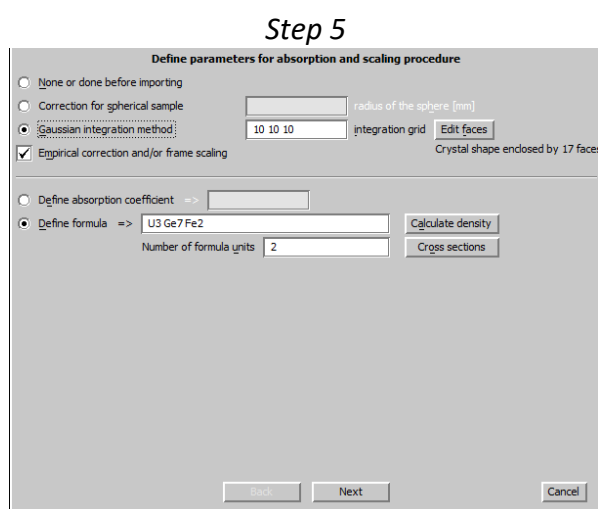 Step 5
Define parameters for absorption and scaling procedure
None or done before importing
Correction for spherical sample radius of the sphere [mm]
Gaussian integration method 10 10 10 integration grid Edit faces
Crystal shape enclosed by 17 faces
Empirical correction and/or frame scaling
Define absorption coefficient =>
Define formula => U3 Ge7 Fe2 Calculate density
Number of formula units 2 Cross sections
Back Next Cancel